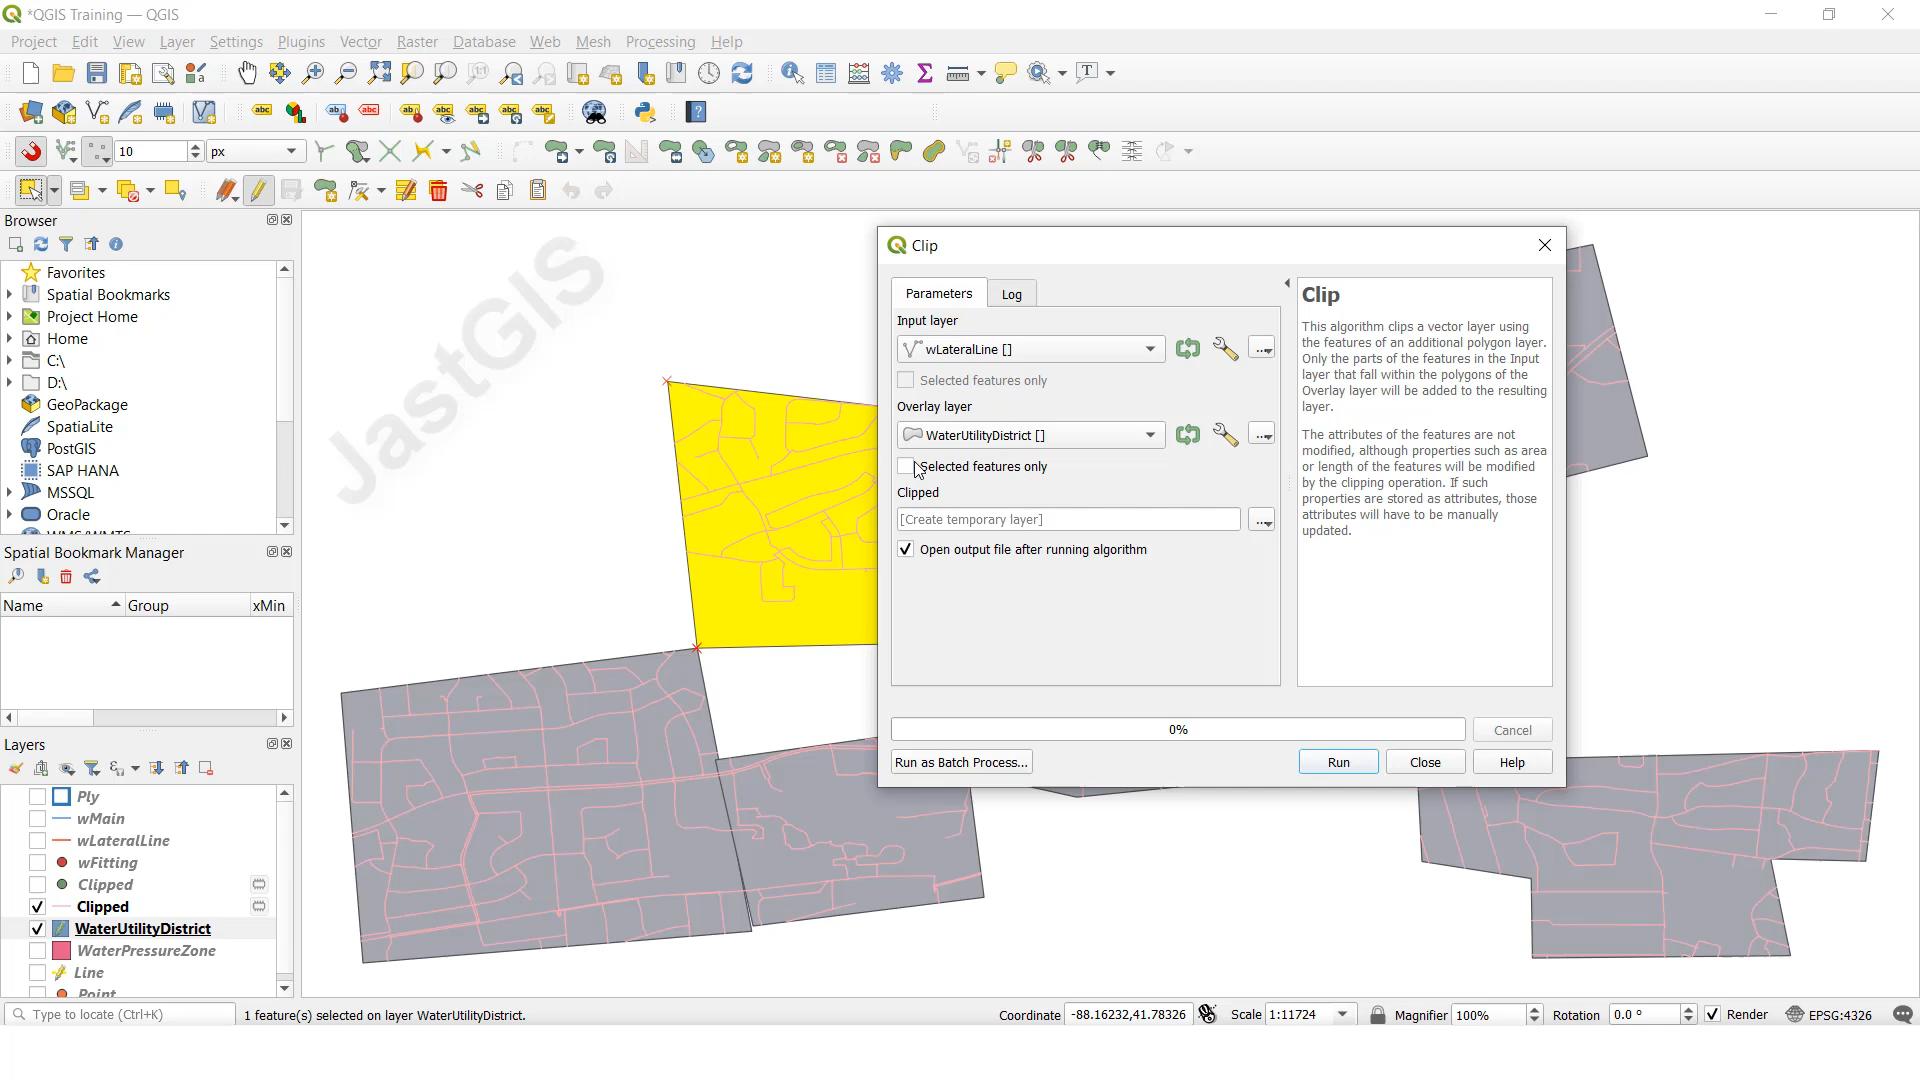 *QGIS Training — QGIS
Project Edit View Layer Settings Plugins Vector Raster Database Web Mesh Processing Help
10 px
Browser
Favorites
Spatial Bookmarks
Project Home
Home
C:\
D:\
GeoPackage
SpatiaLite
PostGIS
SAP HANA
MSSQL
Oracle
WMS/WMTS
Spatial Bookmark Manager
Name Group xMin
Layers
Ply
wMain
wLateralLine
wFitting
Clipped
Clipped
WaterUtilityDistrict
WaterPressureZone
Line
Point
JastGIS
Clip
Parameters Log
Input layer
wLateralLine []
Selected features only
Overlay layer
WaterUtilityDistrict []
Selected features only
Clipped
[Create temporary layer]
Open output file after running algorithm
Clip
This algorithm clips a vector layer using
the features of an additional polygon layer.
Only the parts of the features in the Input
layer that fall within the polygons of the
Overlay layer will be added to the resulting
layer.
The attributes of the features are not
modified, although properties such as area
or length of the features will be modified
by the clipping operation. If such
properties are stored as attributes, those
attributes will have to be manually
updated.
0%
Cancel
Run as Batch Process...
Run
Close
Help
Type to locate (Ctrl+K)
1 feature(s) selected on layer WaterUtilityDistrict.
Coordinate -88.16232,41.78326
Scale 1:11724
Magnifier 100%
Rotation 0.0 °
Render
EPSG:4326